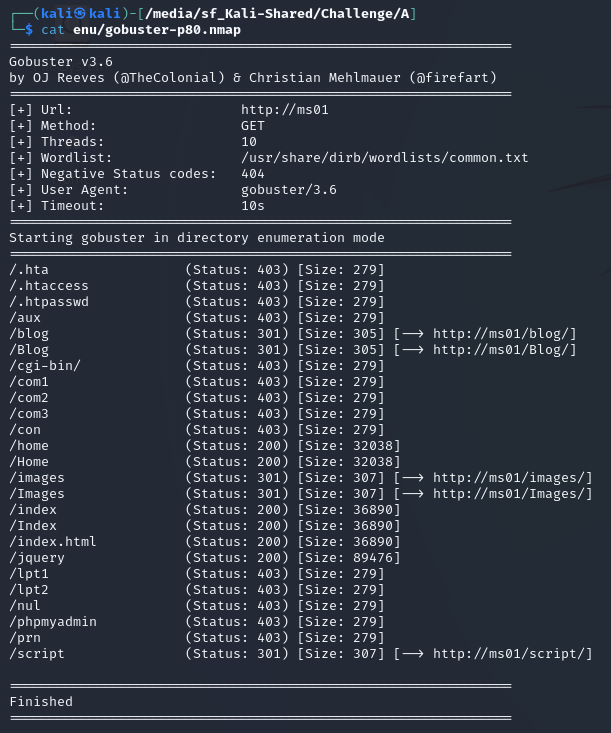 ┌──(kali㉿kali)-[/media/sf_Kali-Shared/Challenge/A]
└─$ cat enu/gobuster-p80.nmap
===============================================================
Gobuster v3.6
by OJ Reeves (@TheColonial) & Christian Mehlmauer (@firefart)
===============================================================
[+] Url:                     http://ms01
[+] Method:                  GET
[+] Threads:                 10
[+] Wordlist:                /usr/share/dirb/wordlists/common.txt
[+] Negative Status codes:   404
[+] User Agent:              gobuster/3.6
[+] Timeout:                 10s
===============================================================
Starting gobuster in directory enumeration mode
===============================================================
/.hta                 (Status: 403) [Size: 279]
/.htaccess            (Status: 403) [Size: 279]
/.htpasswd            (Status: 403) [Size: 279]
/aux                  (Status: 403) [Size: 279]
/blog                 (Status: 301) [Size: 305] [--> http://ms01/blog/]
/Blog                 (Status: 301) [Size: 305] [--> http://ms01/Blog/]
/cgi-bin/             (Status: 403) [Size: 279]
/com1                 (Status: 403) [Size: 279]
/com2                 (Status: 403) [Size: 279]
/com3                 (Status: 403) [Size: 279]
/con                  (Status: 403) [Size: 279]
/home                 (Status: 200) [Size: 32038]
/Home                 (Status: 200) [Size: 32038]
/images               (Status: 301) [Size: 307] [--> http://ms01/images/]
/Images               (Status: 301) [Size: 307] [--> http://ms01/Images/]
/index                (Status: 200) [Size: 36890]
/Index                (Status: 200) [Size: 36890]
/index.html           (Status: 200) [Size: 36890]
/jquery               (Status: 200) [Size: 89476]
/lpt1                 (Status: 403) [Size: 279]
/lpt2                 (Status: 403) [Size: 279]
/nul                  (Status: 403) [Size: 279]
/phpmyadmin           (Status: 403) [Size: 279]
/prn                  (Status: 403) [Size: 279]
/script               (Status: 301) [Size: 307] [--> http://ms01/script/]
===============================================================
Finished
===============================================================